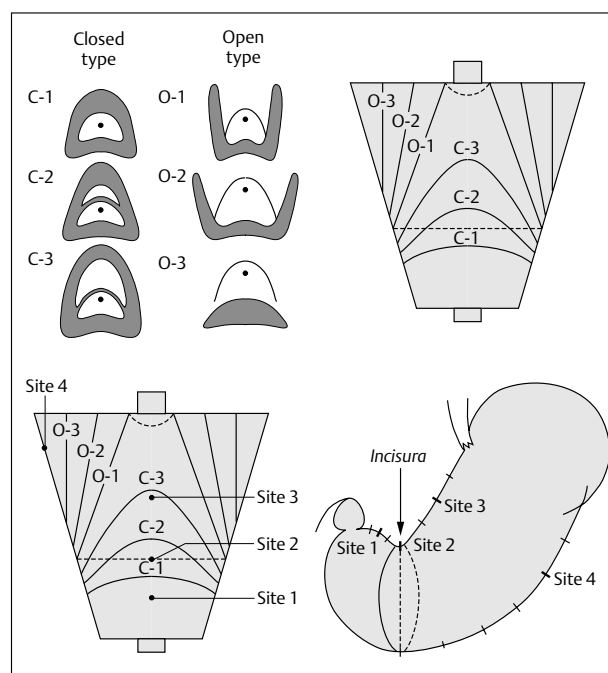 Closed type
Open type
C-1
O-1
C-2
O-2
C-3
O-3
O-3
O-2
O-1
C-3
C-2
C-1
Site 4
O-3
O-2
O-1
C-3
Site 3
C-2
Site 2
C-1
Site 1
Incisura
Site 3
Site 1
Site 2
Site 4